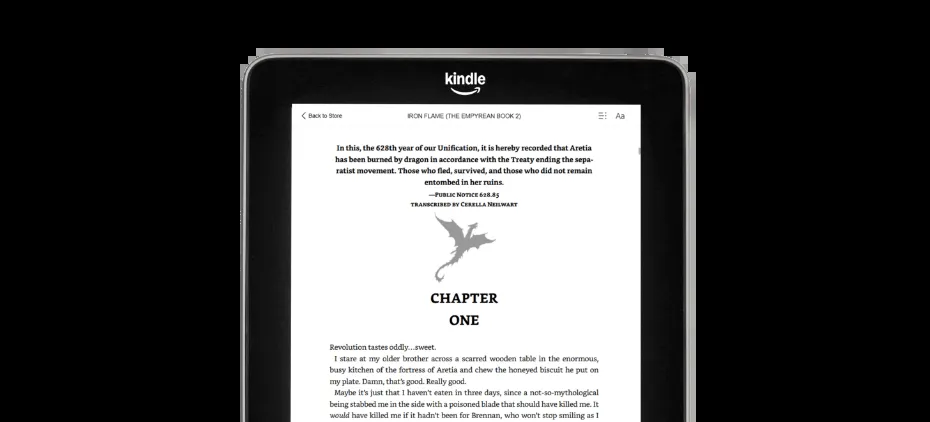 kindle
Back to Store
IRON FLAME (THE EMPYREAN BOOK 2)
Aa
In this, the 628th year of our Unification, it is hereby recorded that Aretia
has been burned by dragon in accordance with the Treaty ending the sepa-
ratist movement. Those who fled, survived, and those who did not remain
entombed in her ruins.
—Public Notice 628.85
transcribed by Cerella Neilwart
CHAPTER
ONE
Revolution tastes oddly...sweet.
I stare at my older brother across a scarred wooden table in the enormous,
busy kitchen of the fortress of Aretia and chew the honeyed biscuit he put on
my plate. Damn, that's good. Really good.
Maybe it's just that I haven't eaten in three days, since a not-so-mythological
being stabbed me in the side with a poisoned blade that should have killed me. It
would have killed me if it hadn't been for Brennan, who won't stop smiling as I